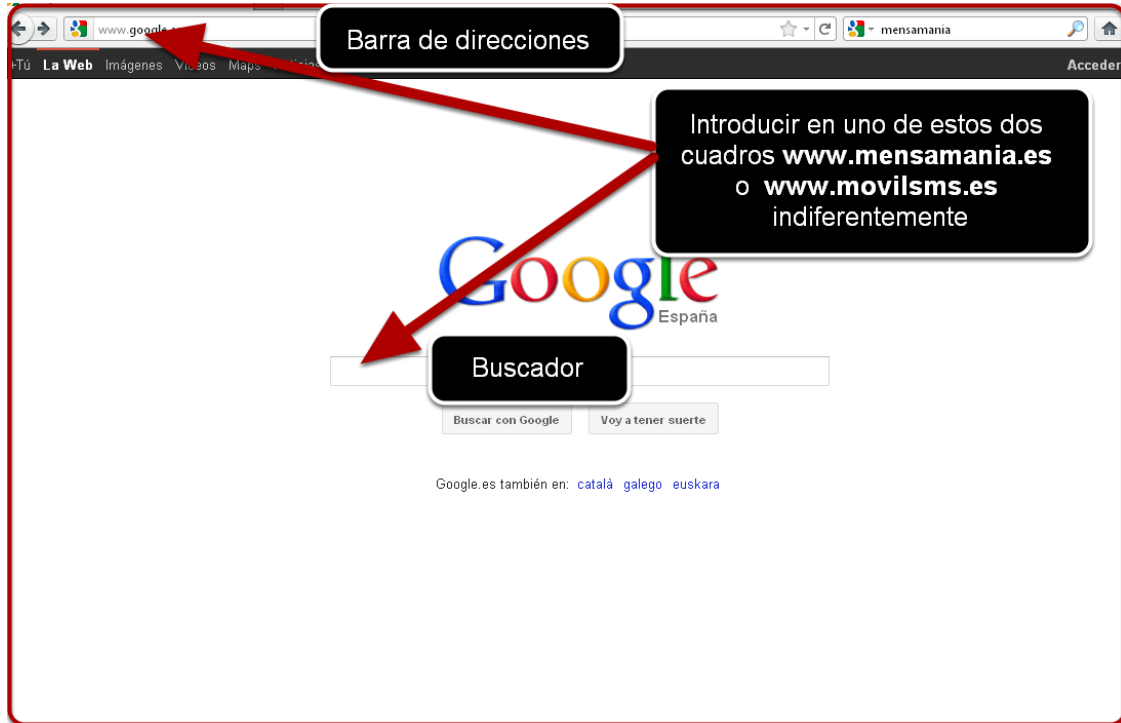 www.google
Barra de direcciones
mensamania
+Tú La Web Imágenes Vídeos Maps
Acceder
Introducir en uno de estos dos
cuadros www.mensamania.es
o www.movilsms.es
indiferentemente
Google
España
Buscador
Buscar con Google Voy a tener suerte
Google.es también en: català galego euskara